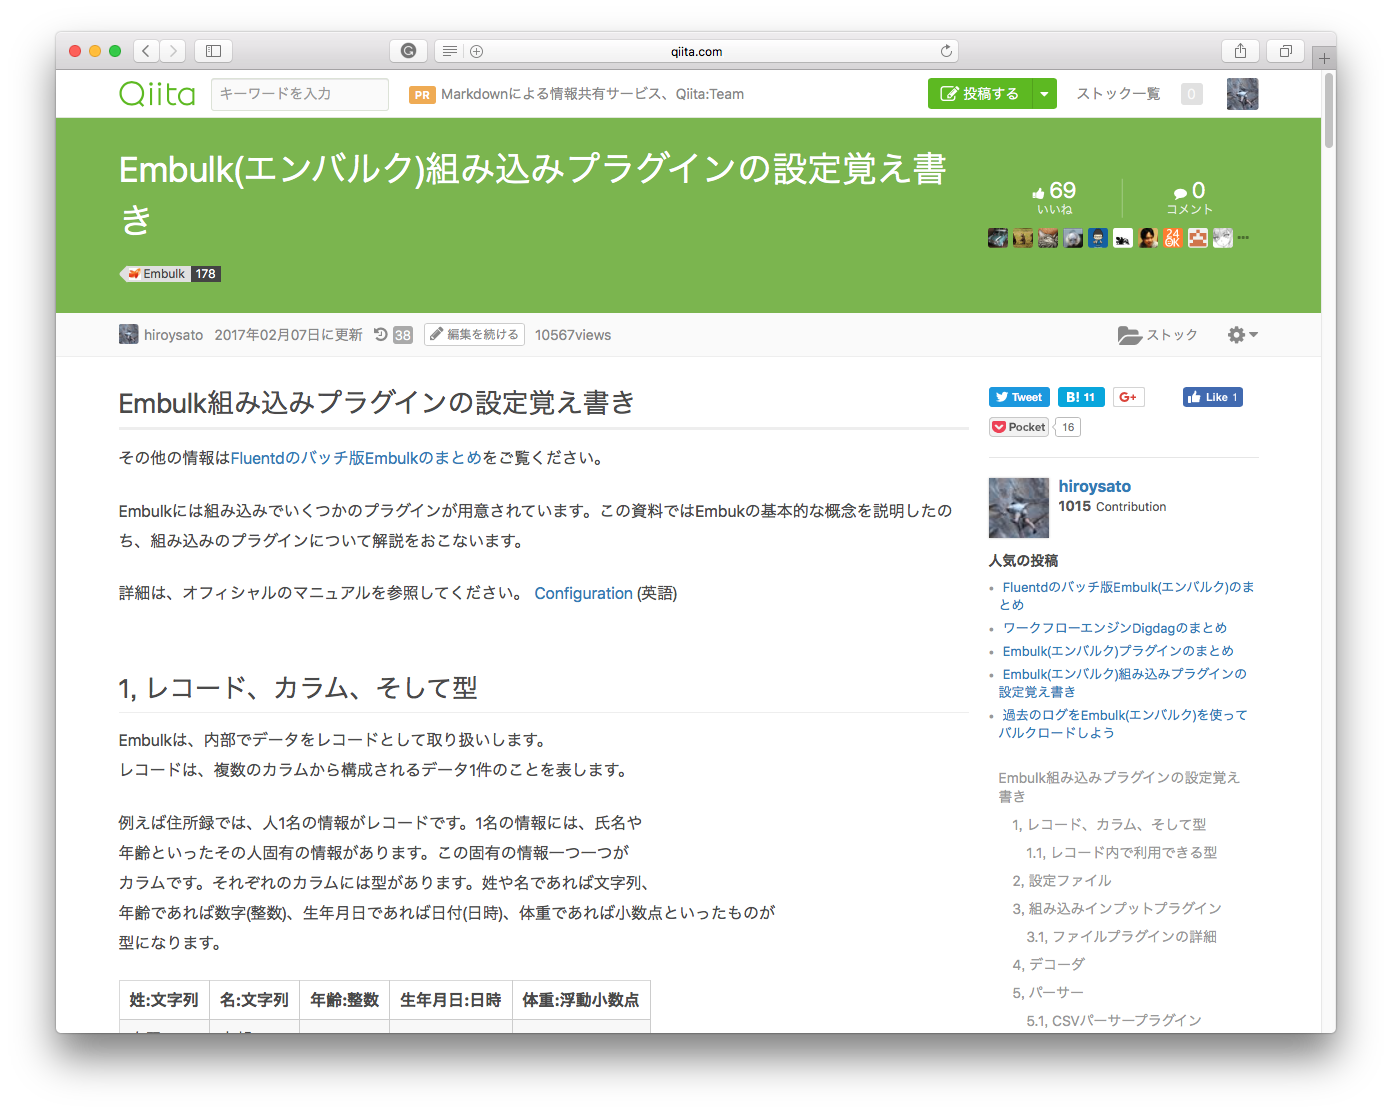 qiita.com
Qiita
キーワードを入力
PR Markdownによる情報共有サービス、Qiita:Team
投稿する
ストック一覧
0
Embulk(エンバルク)組み込みプラグインの設定覚え書
き
69
いいね
0
コメント
24
OK
Embulk 178
hiroysato 2017年02月07日に更新 38 編集を続ける 10567views
ストック
Embulk組み込みプラグインの設定覚え書き
その他の情報はFluentdのバッチ版Embulkのまとめをご覧ください。
Embulkには組み込みでいくつかのプラグインが用意されています。この資料ではEmbukの基本的な概念を説明したの
ち、組み込みのプラグインについて解説をおこないます。
詳細は、オフィシャルのマニュアルを参照してください。 Configuration (英語)
1, レコード、カラム、そして型
Embulkは、内部でデータをレコードとして取り扱いします。
レコードは、複数のカラムから構成されるデータ1件のことを表します。
例えば住所録では、人1名の情報がレコードです。1名の情報には、氏名や
年齢といったその人固有の情報があります。この固有の情報一つ一つが
カラムです。それぞれのカラムには型があります。姓や名であれば文字列、
年齢であれば数字(整数)、生年月日であれば日付(日時)、体重であれば小数点といったものが
型になります。
姓:文字列 名:文字列 年齢:整数 生年月日:日時 体重:浮動小数点
Tweet B! 11 G+ Like 1
Pocket 16
hiroysato
1015 Contribution
人気の投稿
Fluentdのバッチ版Embulk(エンバルク)のま
とめ
ワークフローエンジンDigdagのまとめ
Embulk(エンバルク)プラグインのまとめ
Embulk(エンバルク)組み込みプラグインの
設定覚え書き
過去のログをEmbulk(エンバルク)を使って
バルクロードしよう
Embulk組み込みプラグインの設定覚え
書き
1, レコード、カラム、そして型
1.1, レコード内で利用できる型
2, 設定ファイル
3, 組み込みインプットプラグイン
3.1, ファイルプラグインの詳細
4, デコーダ
5, パーサー
5.1, CSVパーサープラグイン